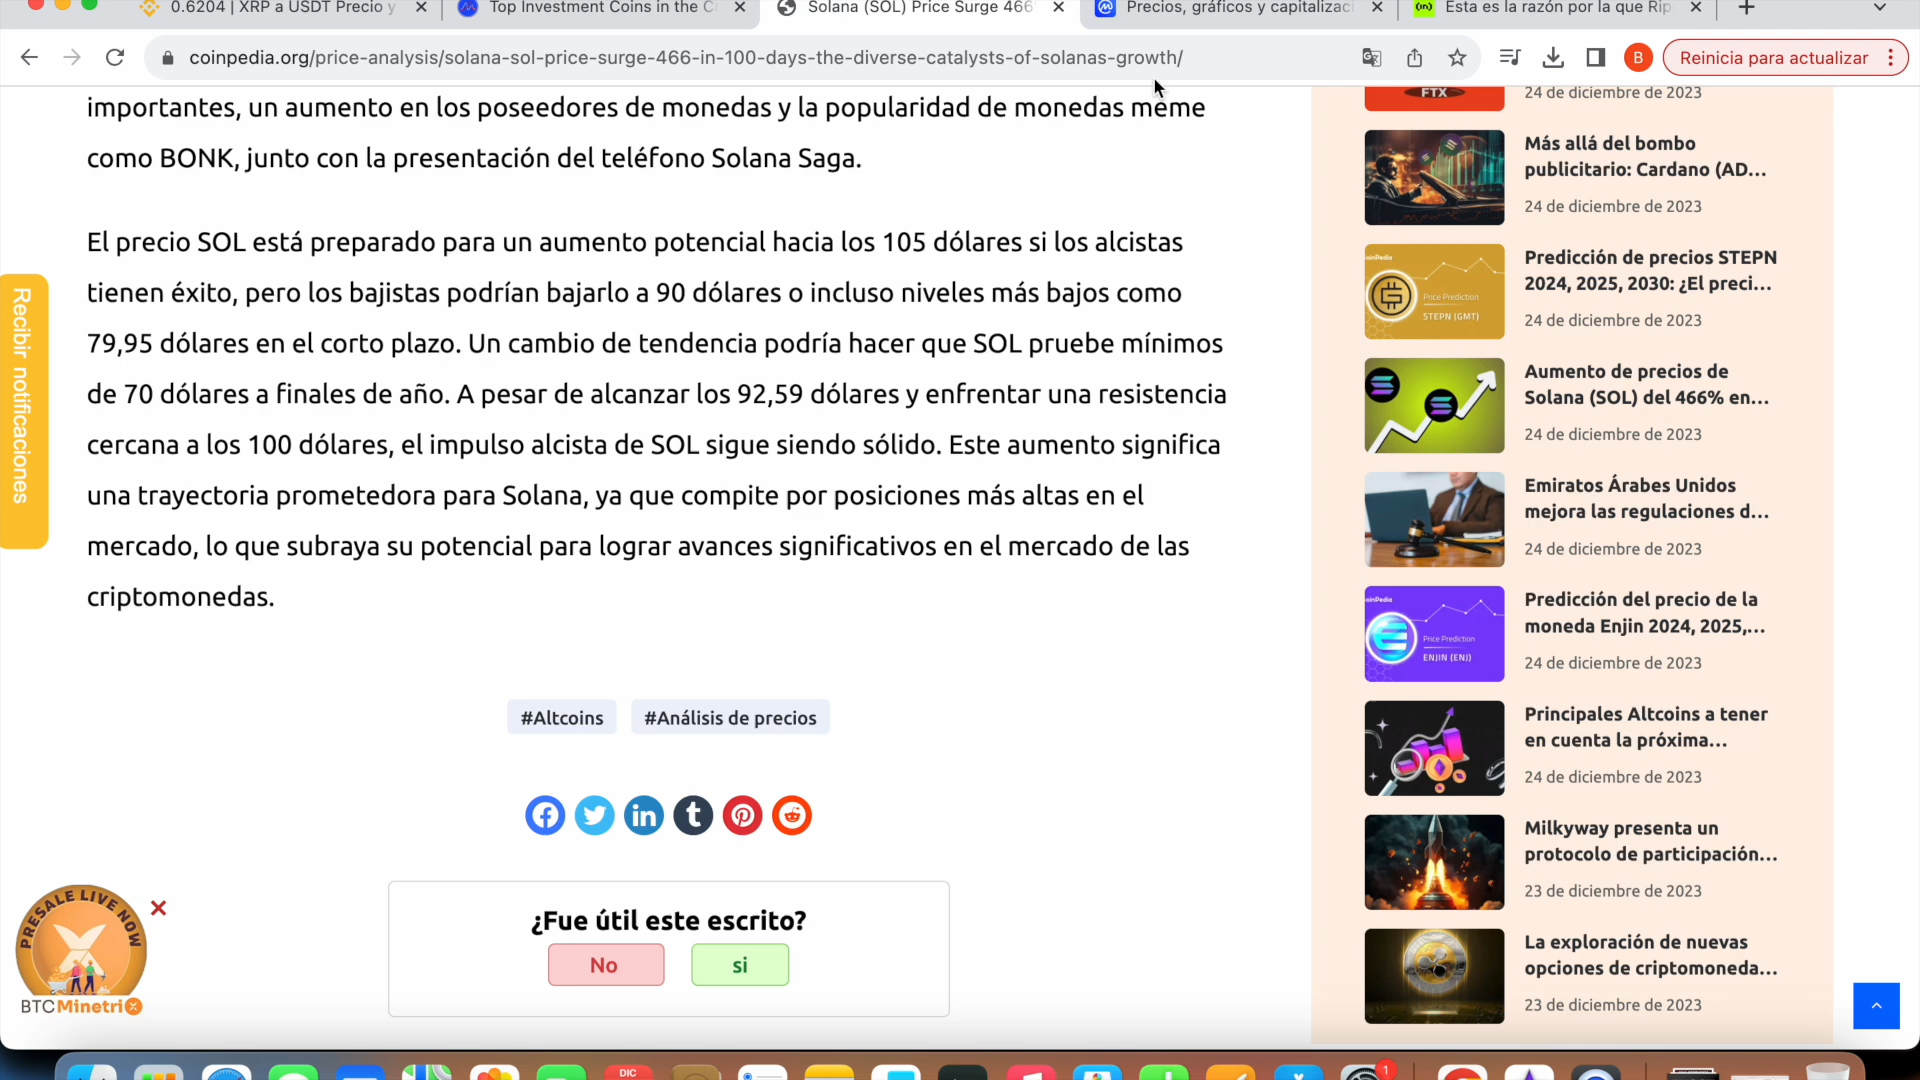 0.6204 | XRP a USDT Precio y
Top Investment Coins in the C
Solana (SOL) Price Surge 466
Precios, gráficos y capitalizac
Esta es la razón por la que Rip
coinpedia.org/price-analysis/solana-sol-price-surge-466-in-100-days-the-diverse-catalysts-of-solanas-growth/
B
Reinicia para actualizar
importantes, un aumento en los poseedores de monedas y la popularidad de monedas meme
como BONK, junto con la presentación del teléfono Solana Saga.
El precio SOL está preparado para un aumento potencial hacia los 105 dólares si los alcistas
tienen éxito, pero los bajistas podrían bajarlo a 90 dólares o incluso niveles más bajos como
79,95 dólares en el corto plazo. Un cambio de tendencia podría hacer que SOL pruebe mínimos
de 70 dólares a finales de año. A pesar de alcanzar los 92,59 dólares y enfrentar una resistencia
cercana a los 100 dólares, el impulso alcista de SOL sigue siendo sólido. Este aumento significa
una trayectoria prometedora para Solana, ya que compite por posiciones más altas en el
mercado, lo que subraya su potencial para lograr avances significativos en el mercado de las
criptomonedas.
#Altcoins
#Análisis de precios
¿Fue útil este escrito?
No
si
Recibir notificaciones
PRESALE LIVE NOW
BTCMinetrix
FTX
24 de diciembre de 2023
Más allá del bombo
publicitario: Cardano (AD...
24 de diciembre de 2023
CoinPedia
Price Prediction
STEPN (GMT)
Predicción de precios STEPN
2024, 2025, 2030: ¿El preci...
24 de diciembre de 2023
Aumento de precios de
Solana (SOL) del 466% en...
24 de diciembre de 2023
Emiratos Árabes Unidos
mejora las regulaciones d...
24 de diciembre de 2023
CoinPedia
Price Prediction
ENJIN (ENJ)
Predicción del precio de la
moneda Enjin 2024, 2025,...
24 de diciembre de 2023
Principales Altcoins a tener
en cuenta la próxima...
24 de diciembre de 2023
Milkyway presenta un
protocolo de participación...
23 de diciembre de 2023
La exploración de nuevas
opciones de criptomoneda...
23 de diciembre de 2023
DIC
1